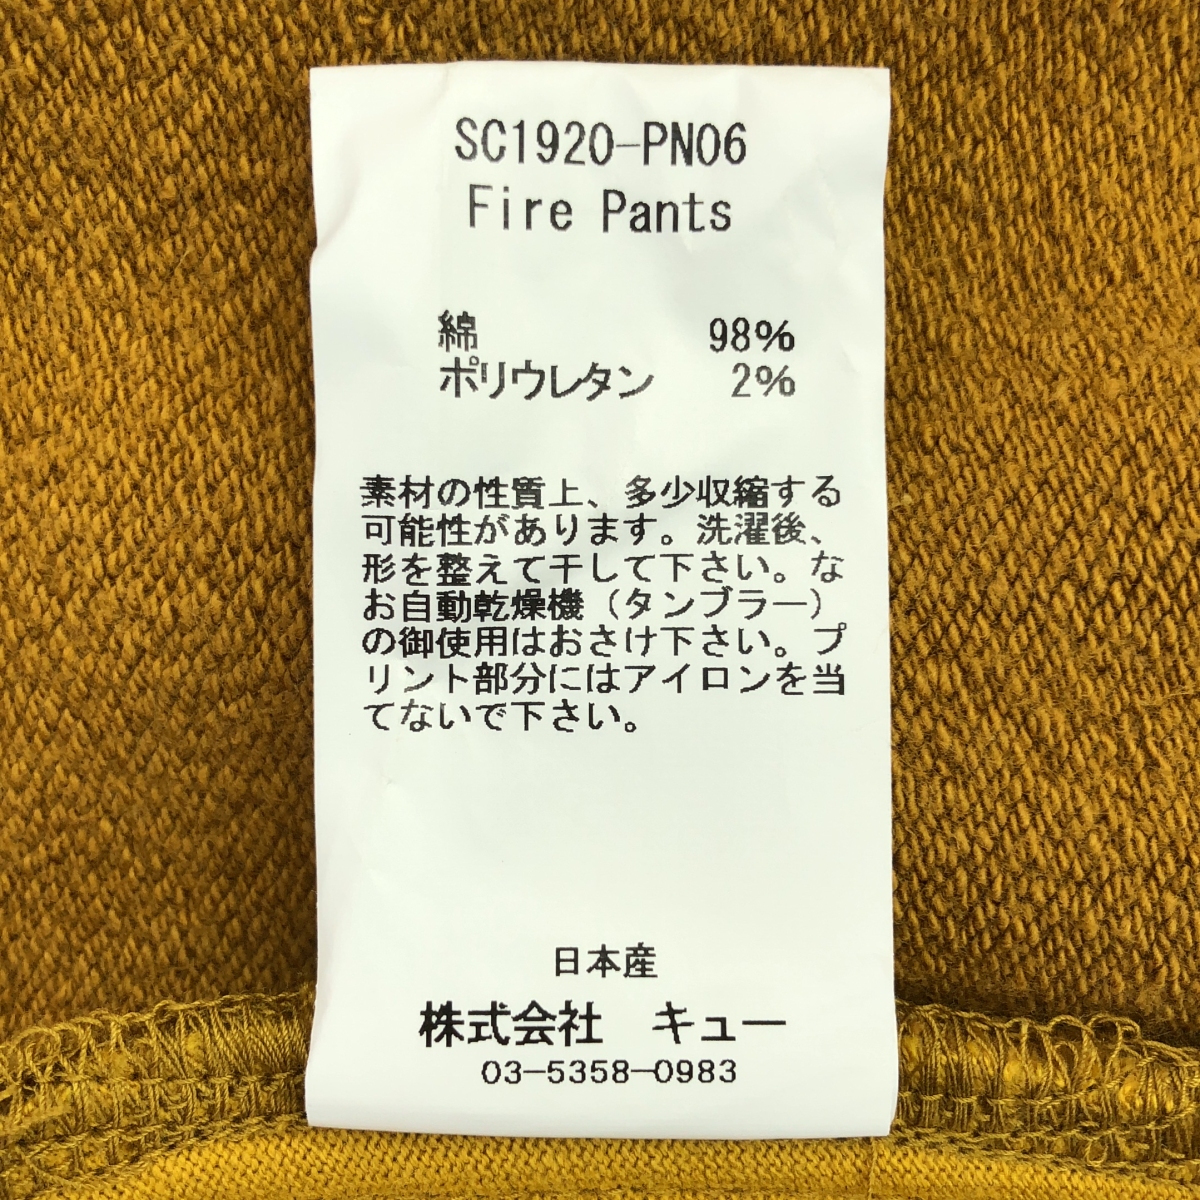 SC1920-PN06
Fire Pants
綿 98%
ポリウレタン 2%
素材の性質上、多少収縮する
可能性があります。洗濯後、
形を整えて干して下さい。な
お自動乾燥機（タンブラー）
の御使用はおさけ下さい。プ
リント部分にはアイロンを当
てないで下さい。
日本産
株式会社 キュー
03-5358-0983